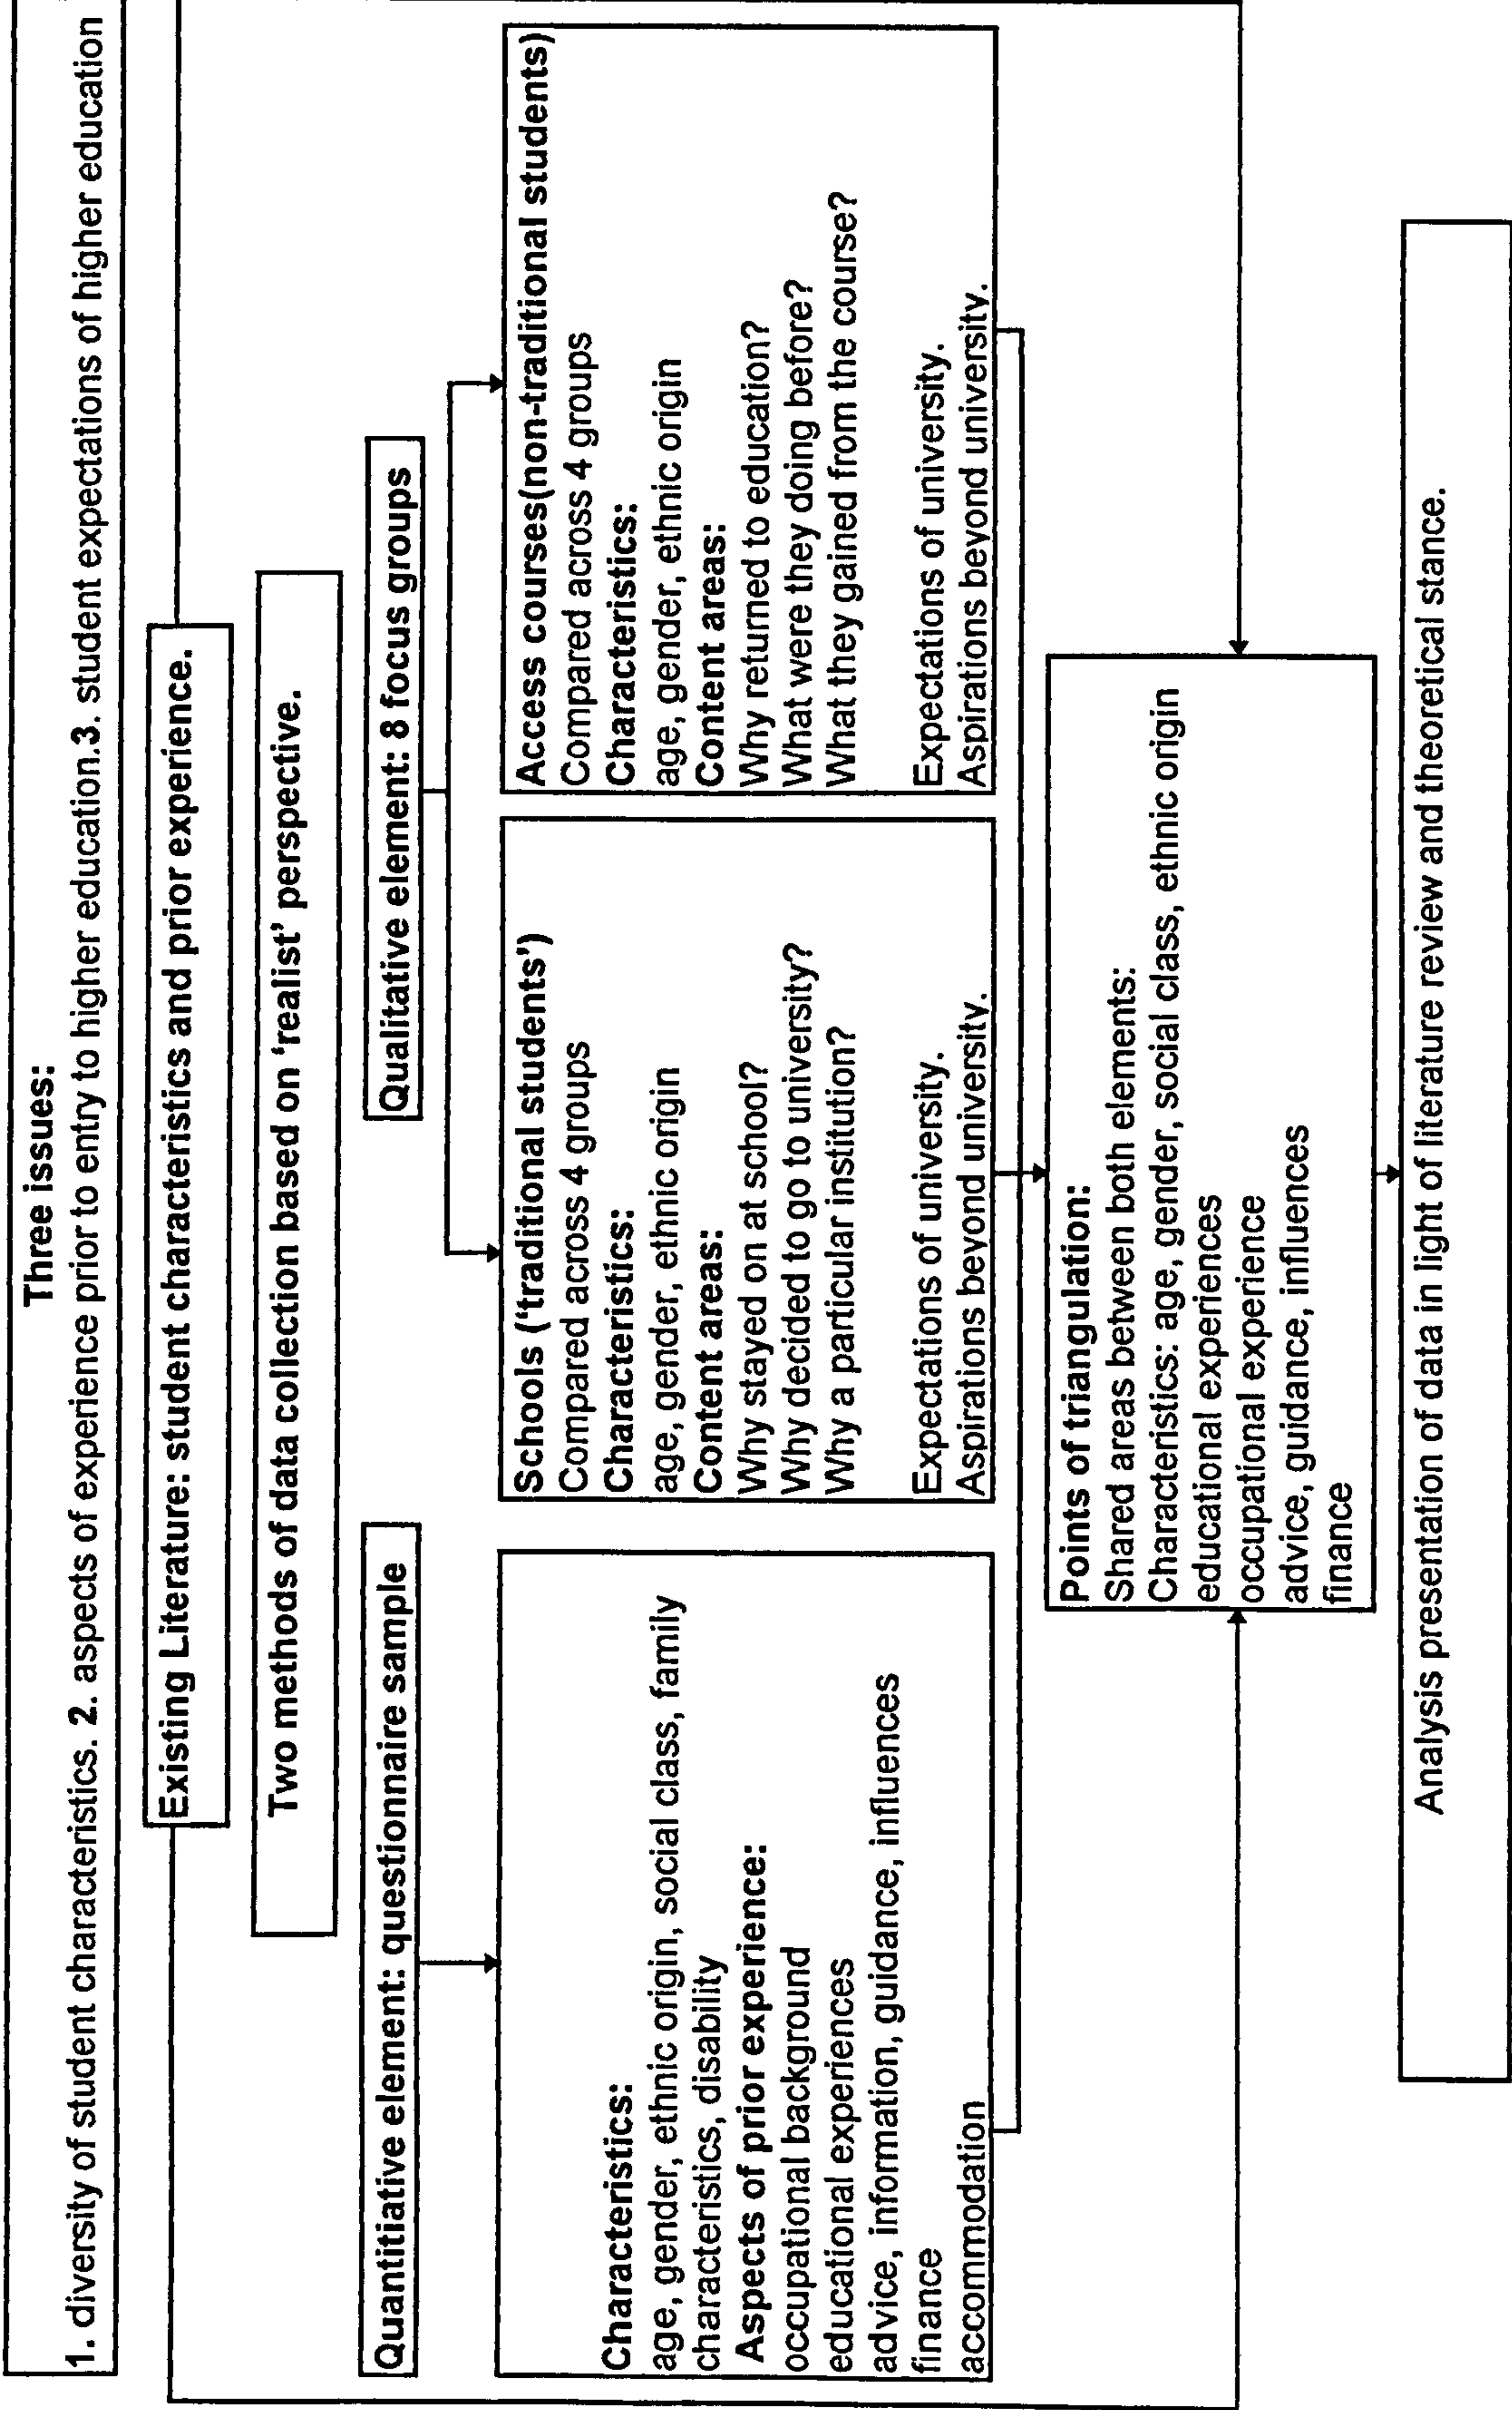 Three issues:
1. diversity of student characteristics. 2. aspects of experience prior to entry to higher education.3. student expectations of higher education
Existing Literature: student characteristics and prior experience.
Two methods of data collection based on 'realist' perspective.
Quantitiative element: questionnaire sample
Qualitative element: 8 focus groups
Characteristics:
age, gender, ethnic origin, social class, family
characteristics, disability
Aspects of prior experience:
occupational background
educational experiences
advice, information, guidance, influences
finance
accommodation
Schools ('traditional students')
Compared across 4 groups
Characteristics:
age, gender, ethnic origin
Content areas:
Why stayed on at school?
Why decided to go to university?
Why a particular institution?
Expectations of university.
Aspirations beyond university.
Access courses(non-traditional students)
Compared across 4 groups
Characteristics:
age, gender, ethnic origin
Content areas:
Why returned to education?
What were they doing before?
What they gained from the course?
Expectations of university.
Aspirations beyond university.
Points of triangulation:
Shared areas between both elements:
Characteristics: age, gender, social class, ethnic origin
educational experiences
occupational experience
advice, guidance, influences
finance
Analysis presentation of data in light of literature review and theoretical stance.